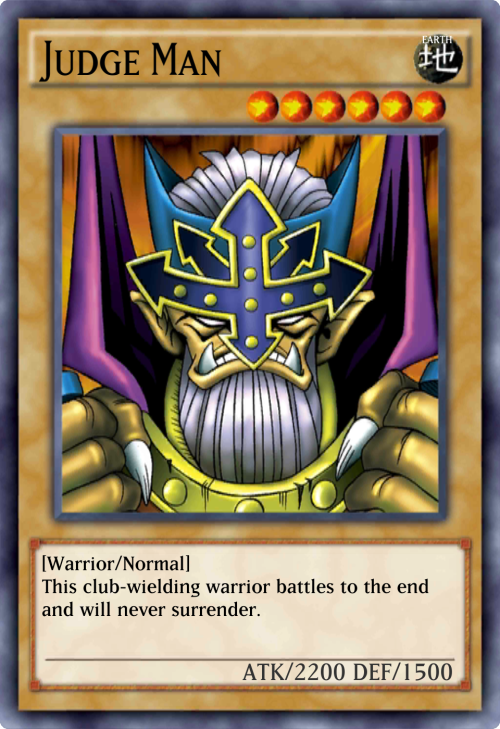 Judge Man
EARTH
地
[Warrior/Normal]
This club-wielding warrior battles to the end
and will never surrender.
ATK/2200 DEF/1500